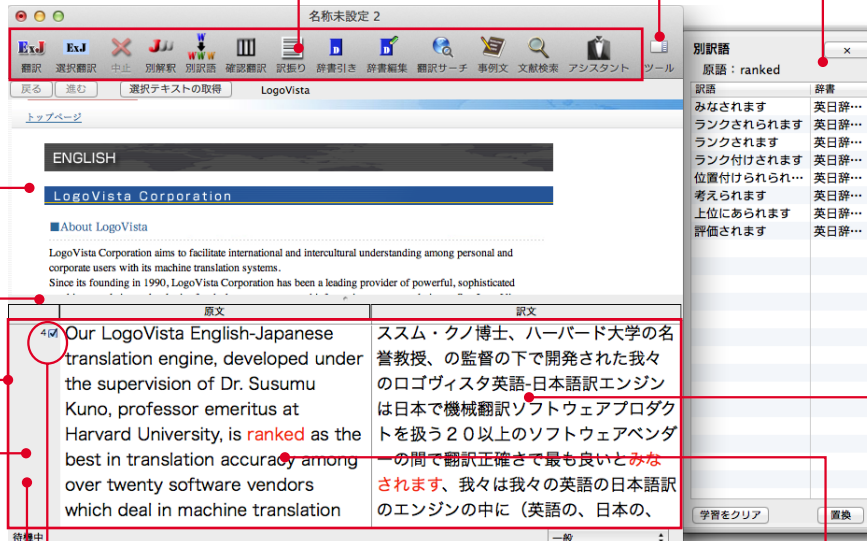 名称未設定 2
翻訳 選択翻訳 中止 別解釈 別訳語 確認翻訳 訳振り 辞書引き 辞書編集 翻訳サーチ 事例文 文献検索 アシスタント ツール
戻る 進む 選択テキストの取得 LogoVista
トップページ
ENGLISH
LogoVista Corporation
■About LogoVista
LogoVista Corporation aims to facilitate international and intercultural understanding among personal and
corporate users with its machine translation systems.
Since its founding in 1990, LogoVista Corporation has been a leading provider of powerful, sophisticated
原文 訳文
4
Our LogoVista English-Japanese
translation engine, developed under
the supervision of Dr. Susumu
Kuno, professor emeritus at
Harvard University, is ranked as the
best in translation accuracy among
over twenty software vendors
which deal in machine translation
ススム・クノ博士、ハーバード大学の名
誉教授、の監督の下で開発された我々
のロゴヴィスタ英語-日本語訳エンジン
は日本で機械翻訳ソフトウェアプロダク
トを扱う２０以上のソフトウェアベンダ
ーの間で翻訳正確さで最も良いとみな
されます、我々は我々の英語の日本語訳
のエンジンの中に（英語の、日本の、
待機中 一般
別訳語 ×
原語：ranked
訳語 辞書
みなされます 英日辞…
ランクされられます 英日辞…
ランクされます 英日辞…
ランク付けされます 英日辞…
位置付けられられ… 英日辞…
考えられます 英日辞…
上位にあられます 英日辞…
評価されます 英日辞…
学習をクリア 置換